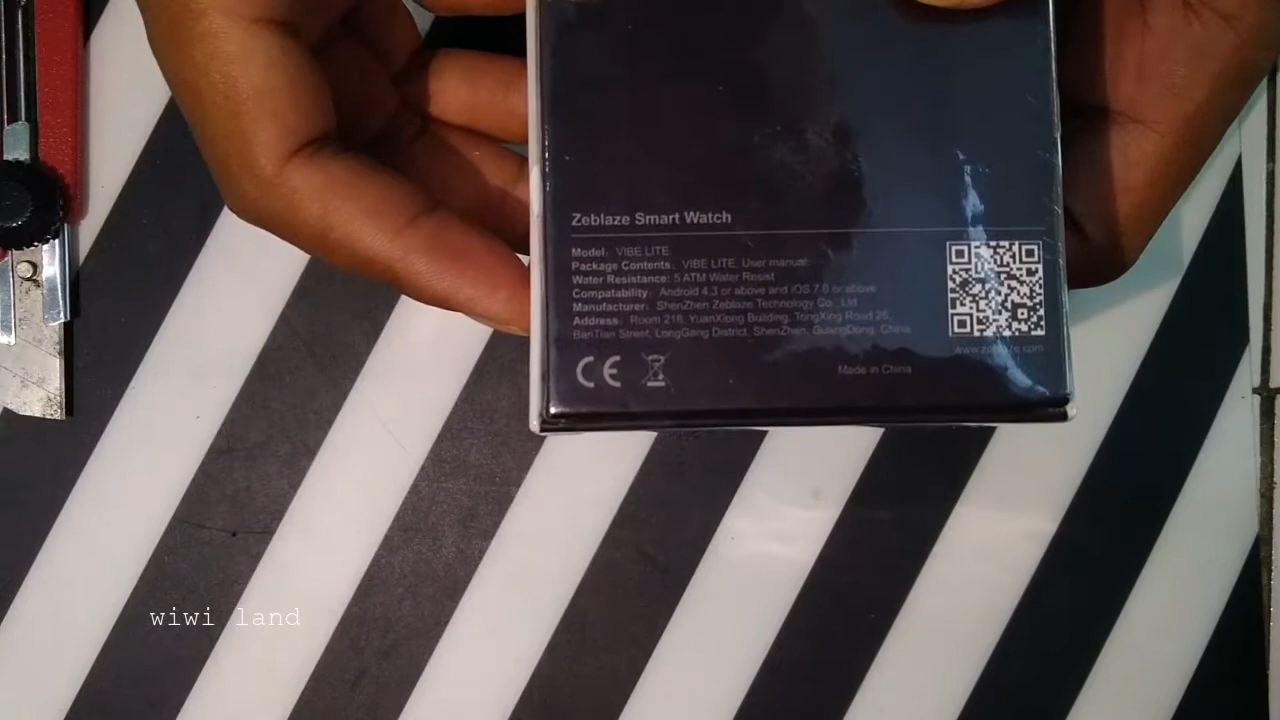 Zeblaze Smart Watch
Model: VIBE LITE
Package Contents: VIBE LITE, User manual
Water Resistance: 5 ATM Water Resist
Compatability: Android 4.3 or above and iOS 7.0 or above
Manufacturer: ShenZhen Zeblaze Technology Co., Ltd
Address: Room 218, YuanXiong Building, TongXing Road 26,
BanTian Street, LongGang District, ShenZhen, GuangDong, China
www.zeblaze.com
CE
Made in China
wiwi land